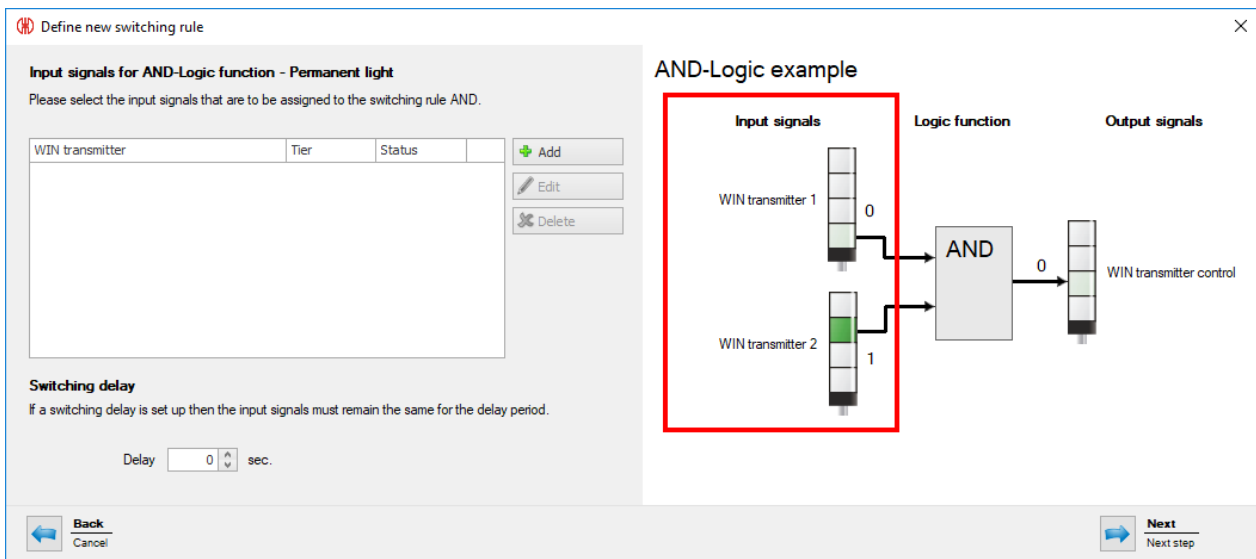 Define new switching rule
Input signals for AND-Logic function - Permanent light
Please select the input signals that are to be assigned to the switching rule AND.
WIN transmitter Tier Status
Add
Edit
Delete
Switching delay
If a switching delay is set up then the input signals must remain the same for the delay period.
Delay 0 sec.
AND-Logic example
Input signals Logic function Output signals
WIN transmitter 1
0
AND
0
WIN transmitter control
WIN transmitter 2
1
Back
Cancel
Next
Next step